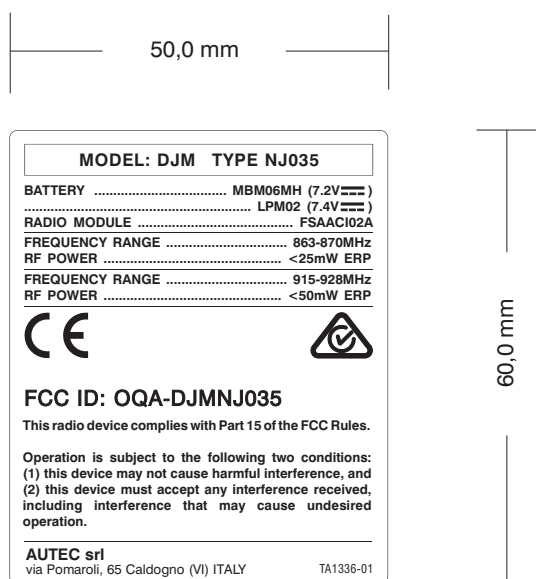 50,0 mm
MODEL: DJM TYPE NJ035
BATTERY .................................. MBM06MH (7.2V⎓)
.......................................................... LPM02 (7.4V⎓)
RADIO MODULE ........................................ FSAACI02A
FREQUENCY RANGE ............................... 863-870MHz
RF POWER .............................................. <25mW ERP
FREQUENCY RANGE ............................... 915-928MHz
RF POWER .............................................. <50mW ERP
CE
FCC ID: OQA-DJMNJ035
This radio device complies with Part 15 of the FCC Rules.
Operation is subject to the following two conditions:
(1) this device may not cause harmful interference, and
(2) this device must accept any interference received,
including interference that may cause undesired
operation.
AUTEC srl
via Pomaroli, 65 Caldogno (VI) ITALY TA1336-01
60,0 mm